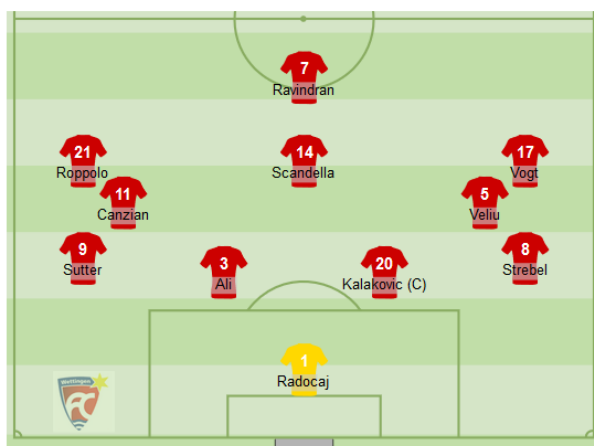 7
Ravindran
21
Roppolo
14
Scandella
17
Vogt
11
Canzian
5
Veliu
9
Sutter
3
Ali
20
Kalakovic (C)
8
Strebel
1
Radocaj
Wettingen